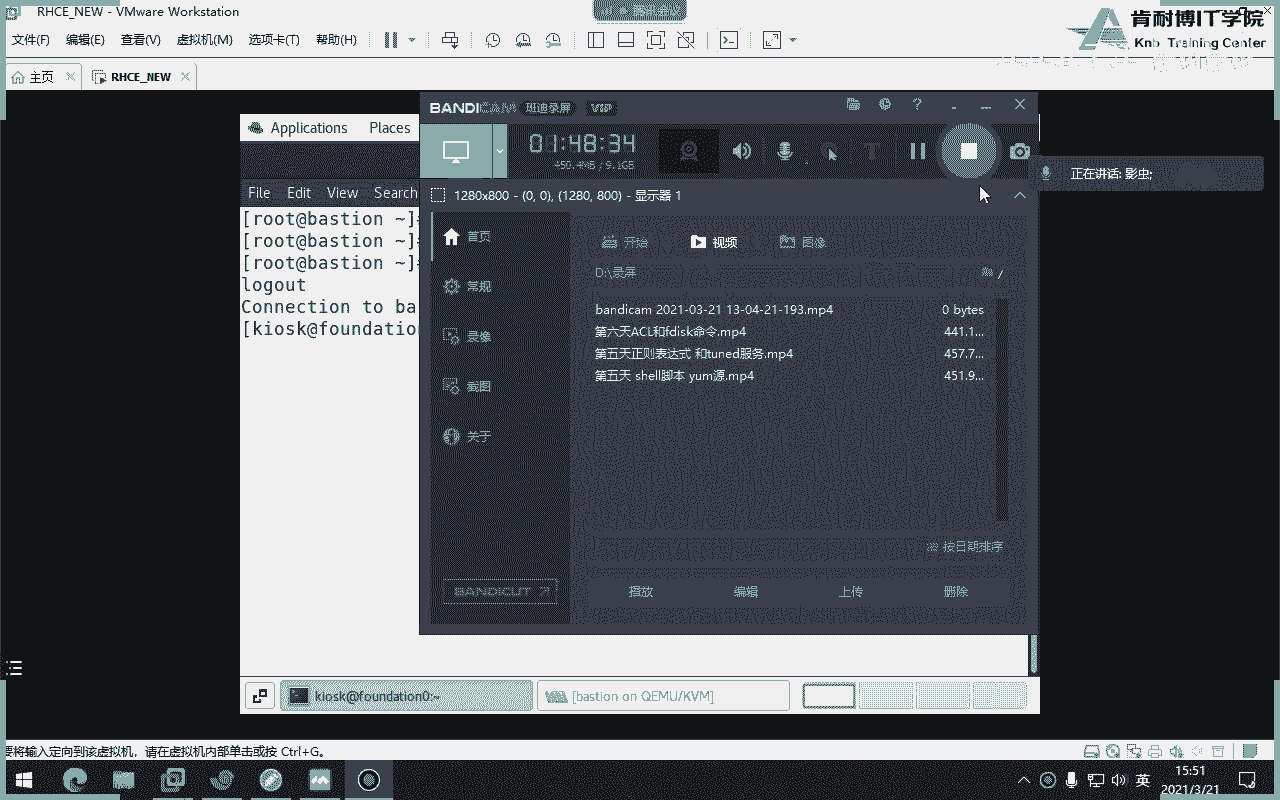 RHCE_NEW - VMware Workstation
文件(F) 编辑(E) 查看(V) 虚拟机(M) 选项卡(T) 帮助(H)
肯耐博IT学院
Knb Training Center
主页 RHCE_NEW
Applications Places
File Edit View Search
[root@bastion ~]
[root@bastion ~]
[root@bastion ~]
logout
Connection to ba
[kiosk@foundation
BANDICAM 班迪录屏 VIP
01:48:34
450.4MB / 9.1GB
1280x800 - (0, 0), (1280, 800) - 显示器 1
正在讲话: 影虫;
首页
常规
录像
截图
关于
BANDICUT
开始 视频 图像
D:\录屏
bandicam 2021-03-21 13-04-21-193.mp4 0 bytes
第六天ACL和fdisk命令.mp4 441.1...
第五天正则表达式 和tuned服务.mp4 457.7...
第五天 shell脚本 yum源.mp4 451.9...
按日期排序
播放 编辑 上传 删除
kiosk@foundation0:~ [bastion on QEMU/KVM]
要将输入定向到该虚拟机，请在虚拟机内部单击或按 Ctrl+G。
英
15:51
2021/3/21